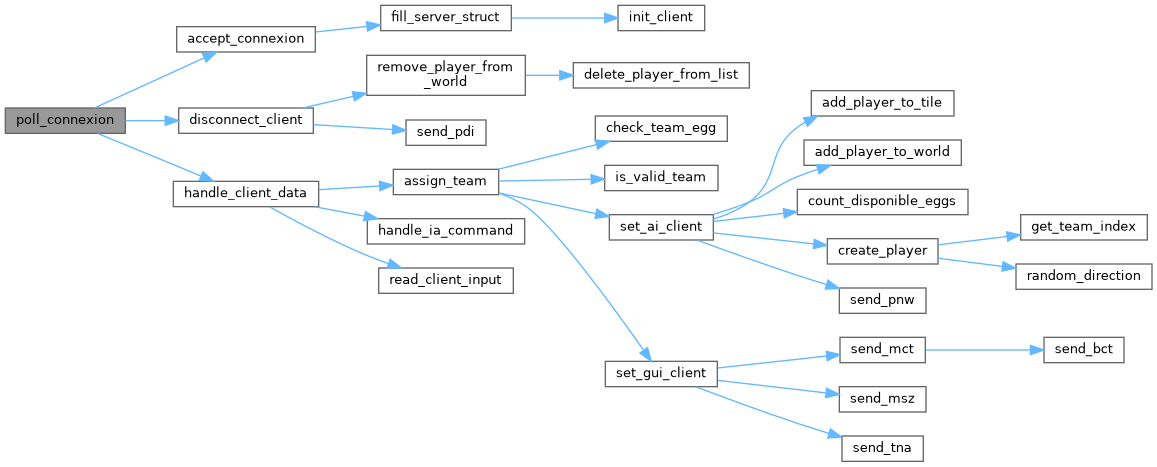 poll_connexion
accept_connexion
fill_server_struct
init_client
disconnect_client
remove_player_from
_world
delete_player_from_list
send_pdi
handle_client_data
assign_team
check_team_egg
is_valid_team
set_ai_client
add_player_to_tile
add_player_to_world
count_disponible_eggs
create_player
get_team_index
random_direction
send_pnw
set_gui_client
send_mct
send_bct
send_msz
send_tna
handle_ia_command
read_client_input